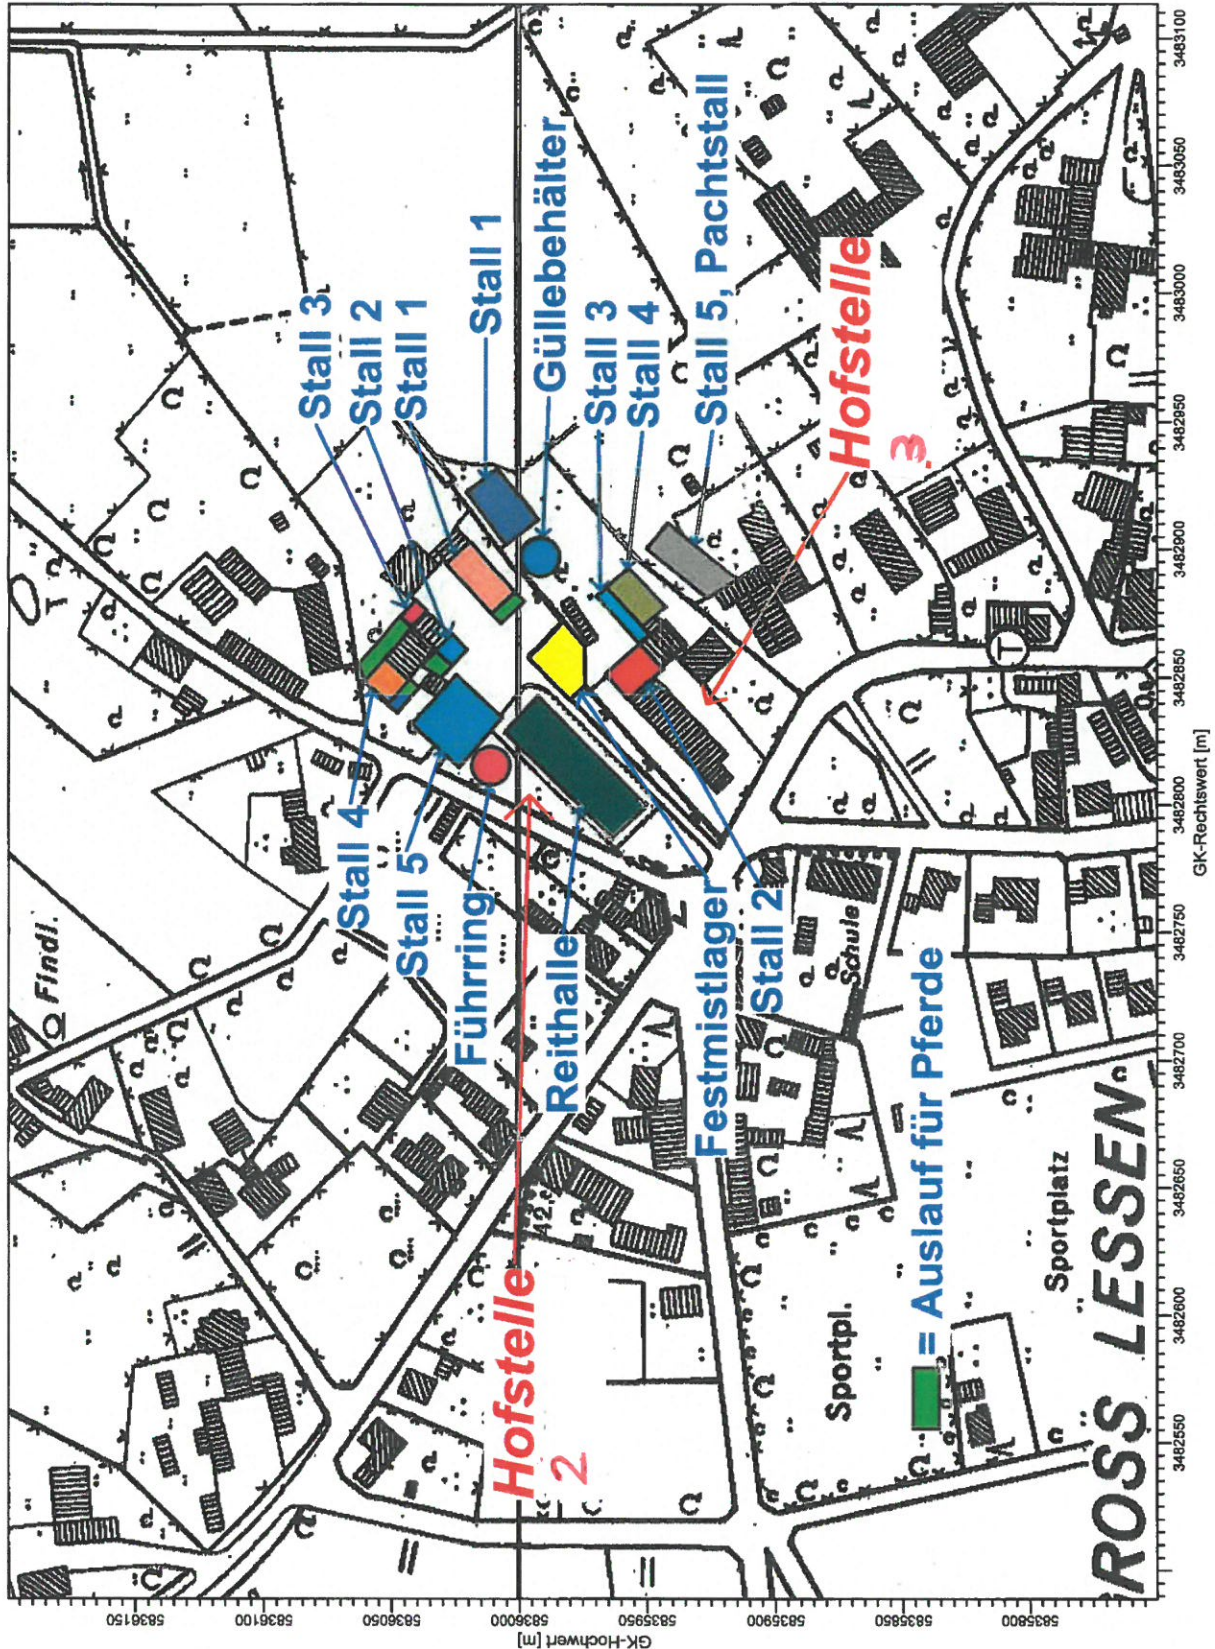 Findl.
Stall 3
Stall 2
Stall 1
Stall 1
Güllebehälter
Stall 3
Stall 4
Stall 5, Pachtstall
Hofstelle
3
Stall 4
Stall 5
Führring
Reithalle
Festmistlager
Stall 2
Hofstelle
2
42,
Schule
T
Sportpl.
Sportplatz
= Auslauf für Pferde
ROSS LESSEN
GK-Hochwert [m]
5836150
5836100
5836050
5836000
5835950
5835900
5835850
5835800
GK-Rechtswert [m]
3482550
3482600
3482650
3482700
3482750
3482800
3482850
3482900
3482950
3483000
3483050
3483100